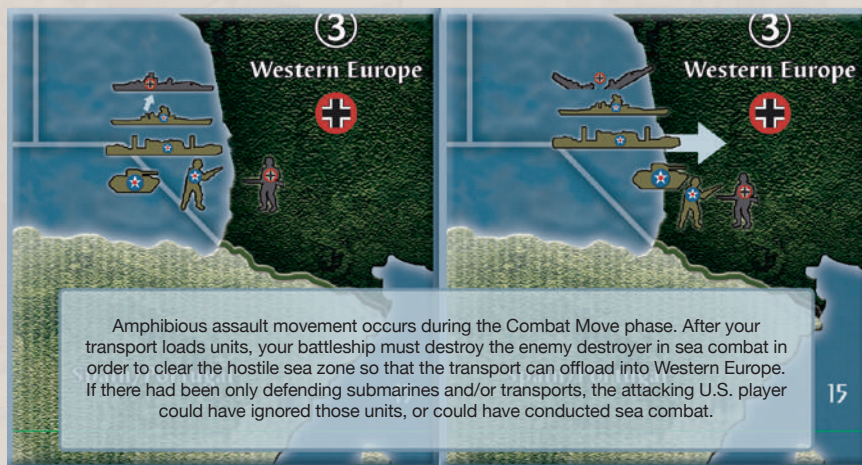 3
Western Europe
3
Western Europe
Amphibious assault movement occurs during the Combat Move phase. After your
transport loads units, your battleship must destroy the enemy destroyer in sea combat in
order to clear the hostile sea zone so that the transport can offload into Western Europe.
If there had been only defending submarines and/or transports, the attacking U.S. player
could have ignored those units, or could have conducted sea combat.
15